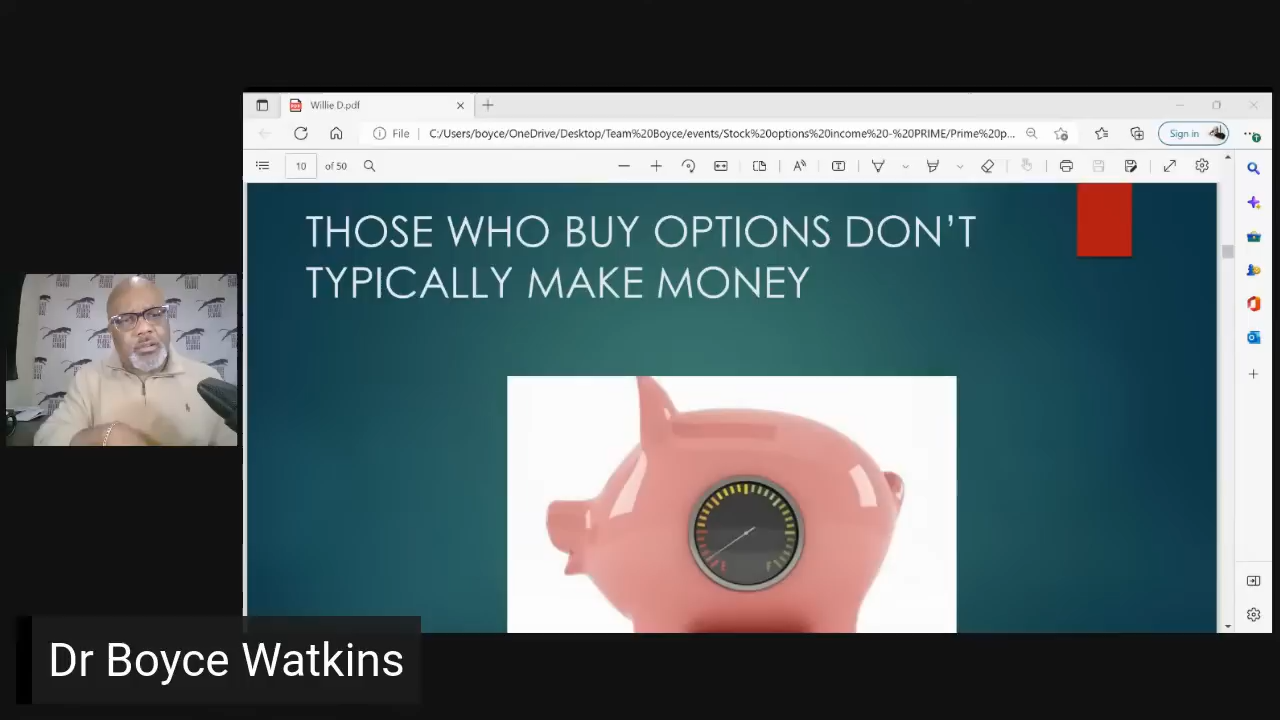 Willie D.pdf
File
C:/Users/boyce/OneDrive/Desktop/Team%20Boyce/events/Stock%20options%20income%20-%20PRIME/Prime%20p...
Sign in
10 of 50
THOSE WHO BUY OPTIONS DON'T
TYPICALLY MAKE MONEY
Dr Boyce Watkins